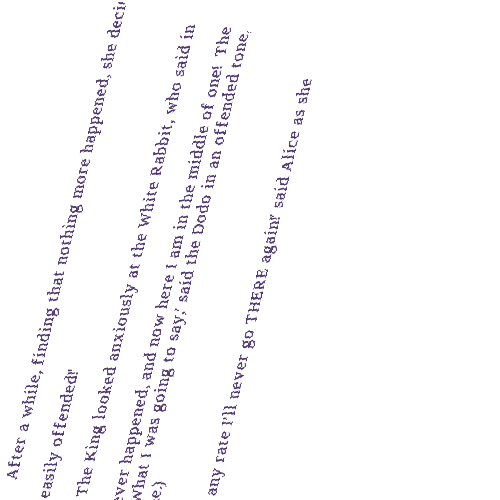 After a while, finding that nothing more happened, she
easily offended!'
The King looked anxiously at the White Rabbit, who said in
ever happened, and now here I am in the middle of one! The
what I was going to say,' said the Dodo in an offended tone,
e.)
any rate I'll never go THERE again!' said Alice as she